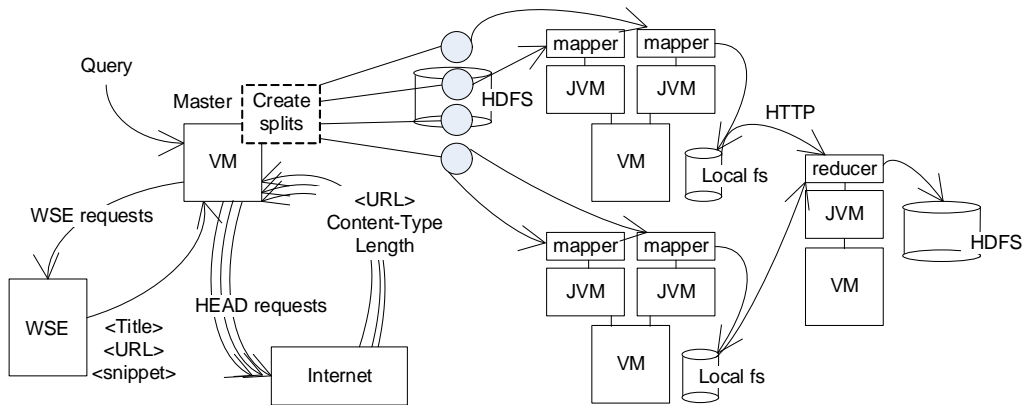 Query
Master
Create
splits
VM
WSE requests
WSE
<Title>
<URL>
<snippet>
HEAD requests
<URL>
Content-Type
Length
Internet
HDFS
mapper
mapper
JVM
JVM
VM
Local fs
HTTP
mapper
mapper
JVM
JVM
VM
Local fs
reducer
JVM
VM
HDFS